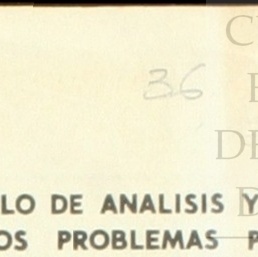 36
LO DE ANALISIS Y
OS PROBLEMAS P